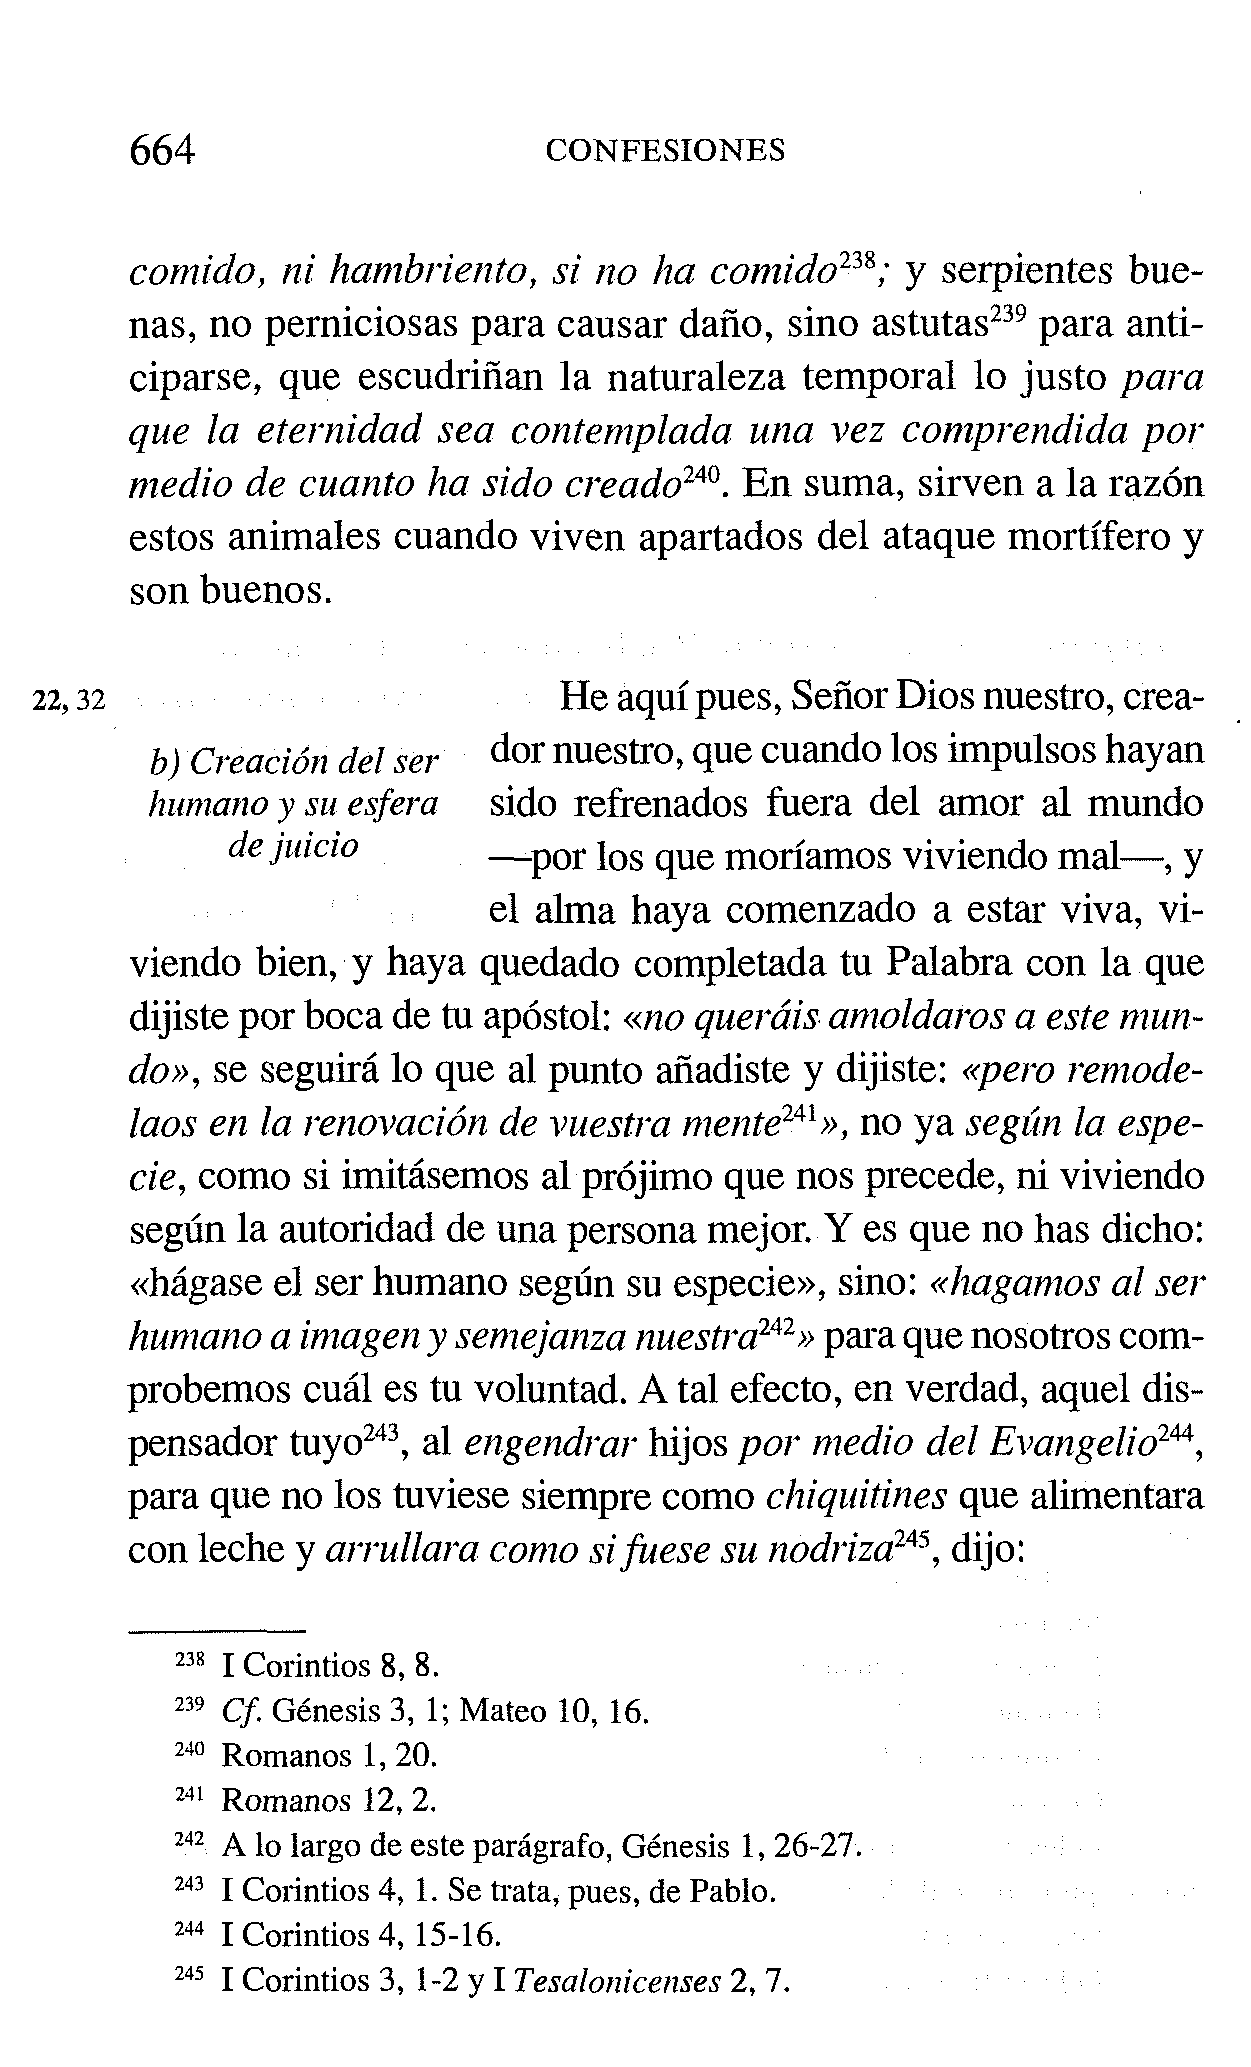 664 CONFESIONES
comido, ni hambriento, si no ha comido²³⁸; y serpientes bue-
nas, no perniciosas para causar daño, sino astutas²³⁹ para anti-
ciparse, que escudriñan la naturaleza temporal lo justo para
que la eternidad sea contemplada una vez comprendida por
medio de cuanto ha sido creado²⁴⁰. En suma, sirven a la razón
estos animales cuando viven apartados del ataque mortífero y
son buenos.
22, 32
b) Creación del ser
humano y su esfera
de juicio
He aquí pues, Señor Dios nuestro, crea-
dor nuestro, que cuando los impulsos hayan
sido refrenados fuera del amor al mundo
—por los que moríamos viviendo mal—, y
el alma haya comenzado a estar viva, vi-
viendo bien, y haya quedado completada tu Palabra con la que
dijiste por boca de tu apóstol: «no queráis amoldaros a este mun-
do», se seguirá lo que al punto añadiste y dijiste: «pero remode-
laos en la renovación de vuestra mente²⁴¹», no ya según la espe-
cie, como si imitásemos al prójimo que nos precede, ni viviendo
según la autoridad de una persona mejor. Y es que no has dicho:
«hágase el ser humano según su especie», sino: «hagamos al ser
humano a imagen y semejanza nuestra²⁴²» para que nosotros com-
probemos cuál es tu voluntad. A tal efecto, en verdad, aquel dis-
pensador tuyo²⁴³, al engendrar hijos por medio del Evangelio²⁴⁴,
para que no los tuviese siempre como chiquitines que alimentara
con leche y arrullara como si fuese su nodriza²⁴⁵, dijo:
²³⁸ I Corintios 8, 8.
²³⁹ Cf. Génesis 3, 1; Mateo 10, 16.
²⁴⁰ Romanos 1, 20.
²⁴¹ Romanos 12, 2.
²⁴² A lo largo de este parágrafo, Génesis 1, 26-27.
²⁴³ I Corintios 4, 1. Se trata, pues, de Pablo.
²⁴⁴ I Corintios 4, 15-16.
²⁴⁵ I Corintios 3, 1-2 y I Tesalonicenses 2, 7.